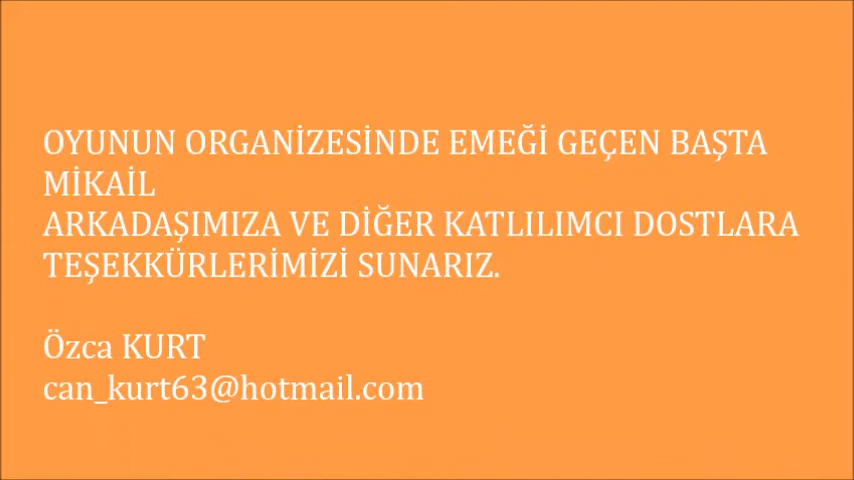 OYUNUN ORGANİZESİNDE EMEĞİ GEÇEN BAŞTA
MİKAİL
ARKADAŞIMIZA VE DİĞER KATLILIMCI DOSTLARA
TEŞEKKÜRLERİMİZİ SUNARIZ.
Özca KURT
can_kurt63@hotmail.com